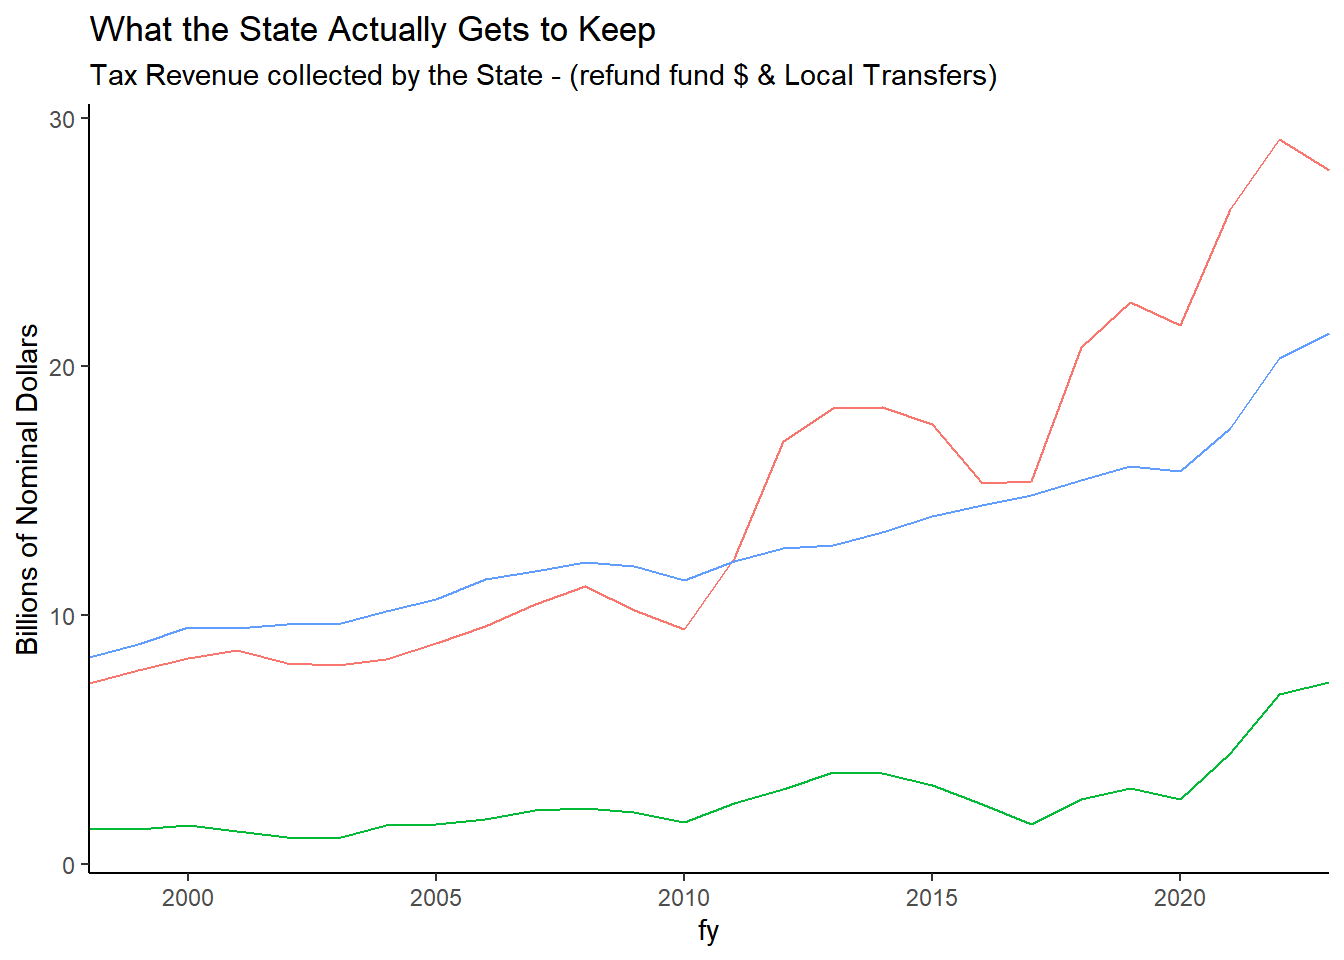 What the State Actually Gets to Keep
Tax Revenue collected by the State - (refund fund $ & Local Transfers)
Billions of Nominal Dollars
30
20
10
0
2000
2005
2010
2015
2020
fy